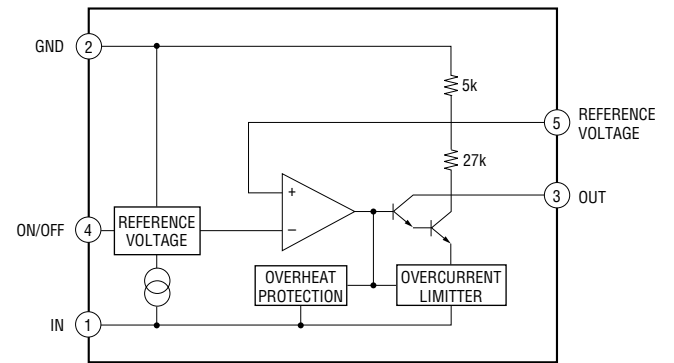 GND 2
5k
5 REFERENCE
VOLTAGE
27k
+
3 OUT
ON/OFF 4
REFERENCE
VOLTAGE
−
OVERHEAT
PROTECTION
OVERCURRENT
LIMITTER
IN 1